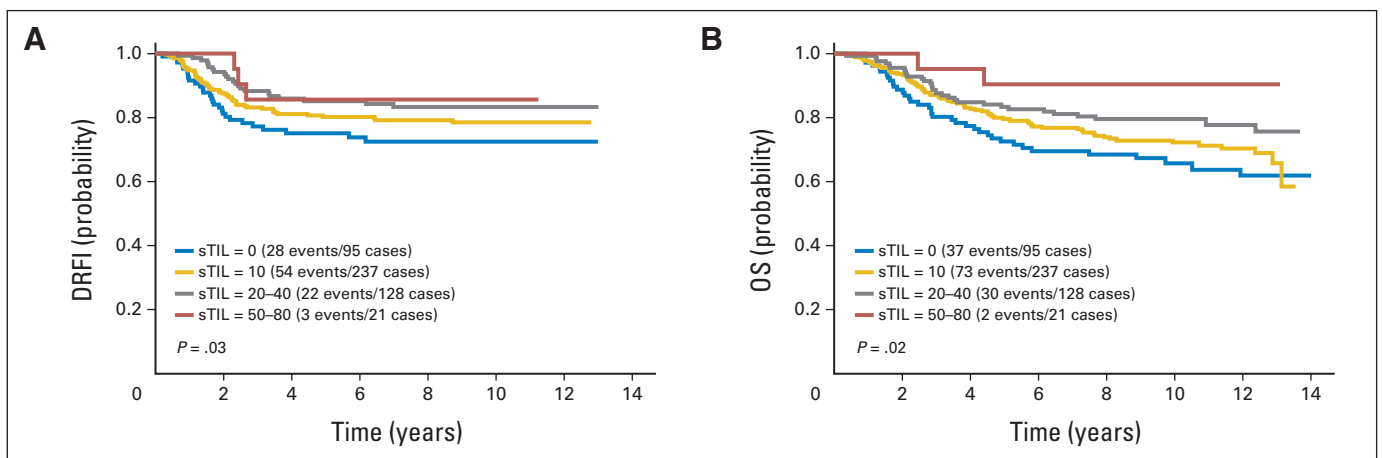 A
1.0
0.8
0.6
0.4
0.2
DRFI (probability)
sTIL = 0 (28 events/95 cases)
sTIL = 10 (54 events/237 cases)
sTIL = 20–40 (22 events/128 cases)
sTIL = 50–80 (3 events/21 cases)
P = .03
0 2 4 6 8 10 12 14
Time (years)
B
1.0
0.8
0.6
0.4
0.2
OS (probability)
sTIL = 0 (37 events/95 cases)
sTIL = 10 (73 events/237 cases)
sTIL = 20–40 (30 events/128 cases)
sTIL = 50–80 (2 events/21 cases)
P = .02
0 2 4 6 8 10 12 14
Time (years)